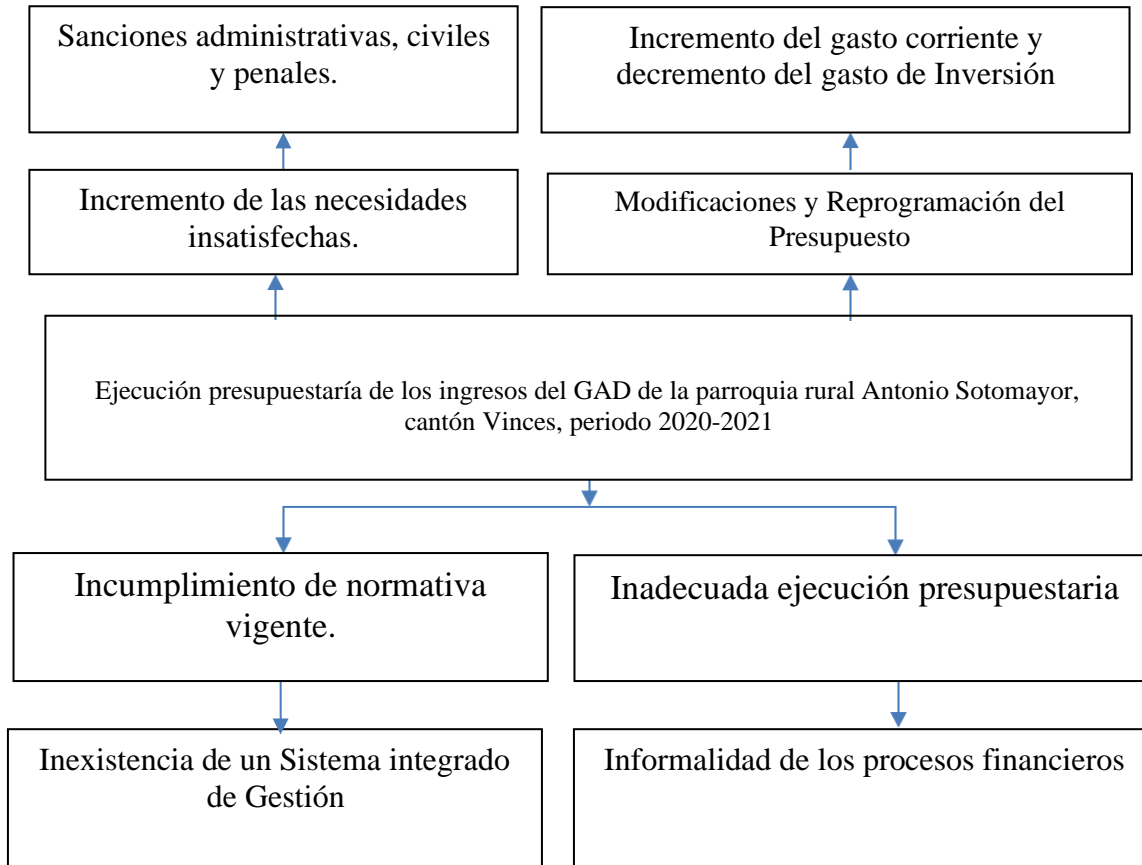 Sanciones administrativas, civiles
y penales.
Incremento del gasto corriente y
decremento del gasto de Inversión
Incremento de las necesidades
insatisfechas.
Modificaciones y Reprogramación del
Presupuesto
Ejecución presupuestaría de los ingresos del GAD de la parroquia rural Antonio Sotomayor,
cantón Vinces, periodo 2020-2021
Incumplimiento de normativa
vigente.
Inadecuada ejecución presupuestaria
Inexistencia de un Sistema integrado
de Gestión
Informalidad de los procesos financieros